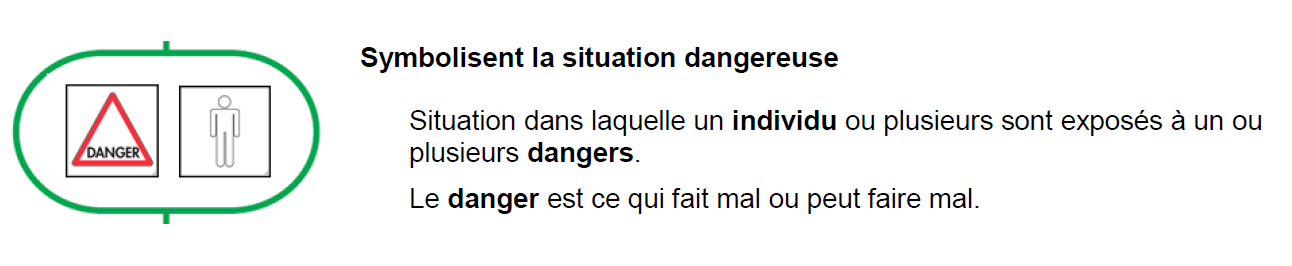 DANGER
Symbolisent la situation dangereuse
Situation dans laquelle un individu ou plusieurs sont exposés à un ou
plusieurs dangers.
Le danger est ce qui fait mal ou peut faire mal.